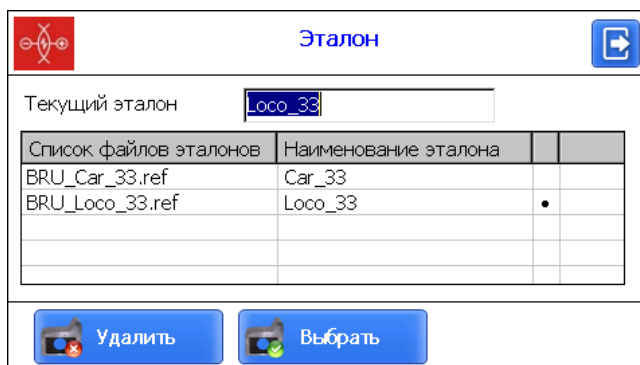 Эталон
Текущий эталон Loco_33
Список файлов эталонов Наименование эталона
BRU_Car_33.ref Car_33
BRU_Loco_33.ref Loco_33 •
Удалить Выбрать